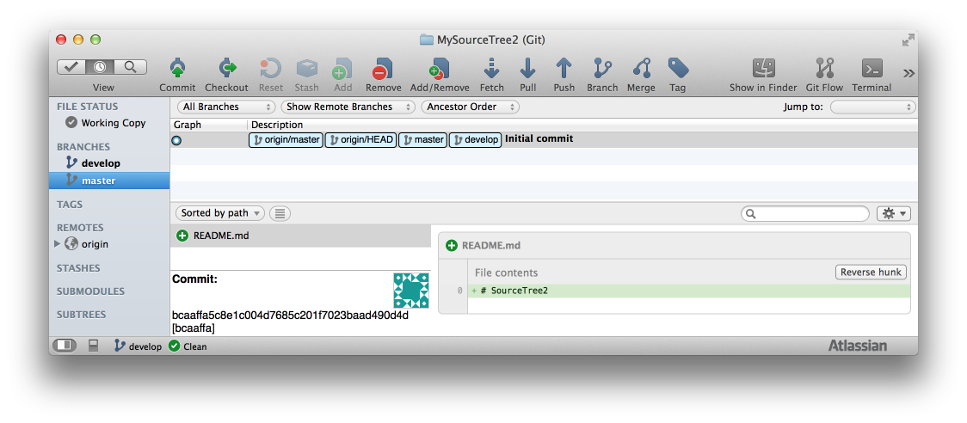 MySourceTree2 (Git)
View Commit Checkout Reset Stash Add Remove Add/Remove Fetch Pull Push Branch Merge Tag Show in Finder Git Flow Terminal
FILE STATUS
Working Copy
BRANCHES
develop
master
TAGS
REMOTES
origin
STASHES
SUBMODULES
SUBTREES
All Branches Show Remote Branches Ancestor Order Jump to:
Graph Description
origin/master origin/HEAD master develop Initial commit
Sorted by path
README.md
Commit:
bcaaffa5c8e1c004d7685c201f7023baad490d4d
[bcaaffa]
README.md
File contents Reverse hunk
0 + # SourceTree2
develop Clean Atlassian